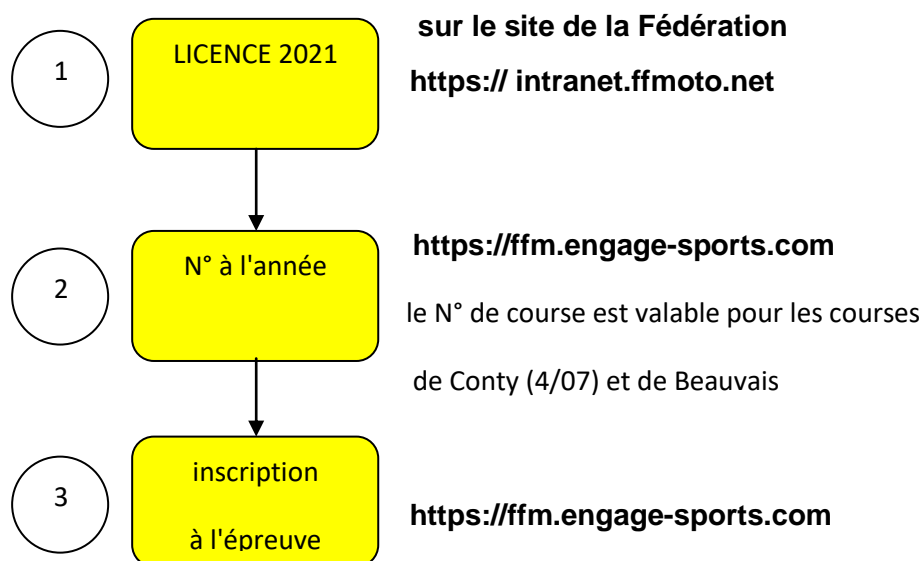 sur le site de la Fédération
1
LICENCE 2021
https:// intranet.ffmoto.net
https://ffm.engage-sports.com
N° à l'année
2
le N° de course est valable pour les courses
de Conty (4/07) et de Beauvais
inscription
3
https://ffm.engage-sports.com
à l'épreuve